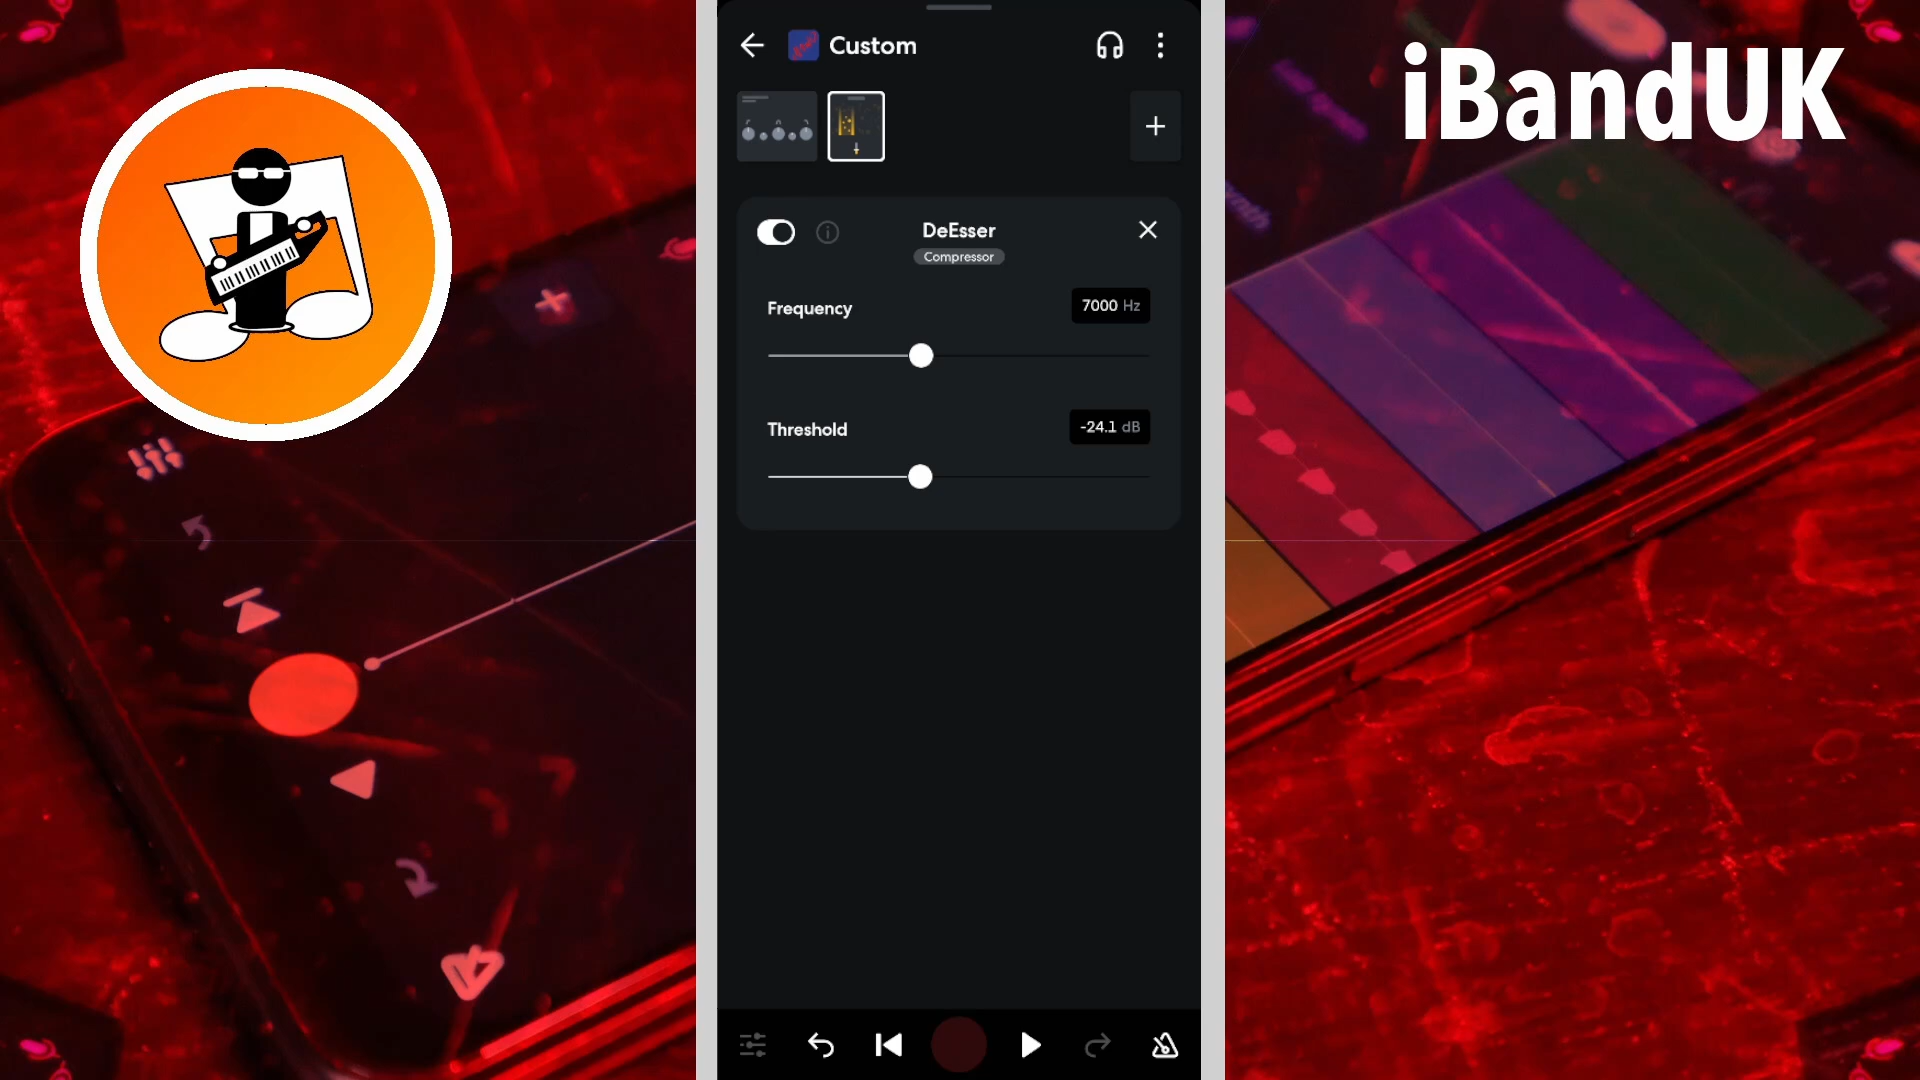 iBandUK
Custom
DeEsser
Compressor
Frequency
7000 Hz
Threshold
-24.1 dB